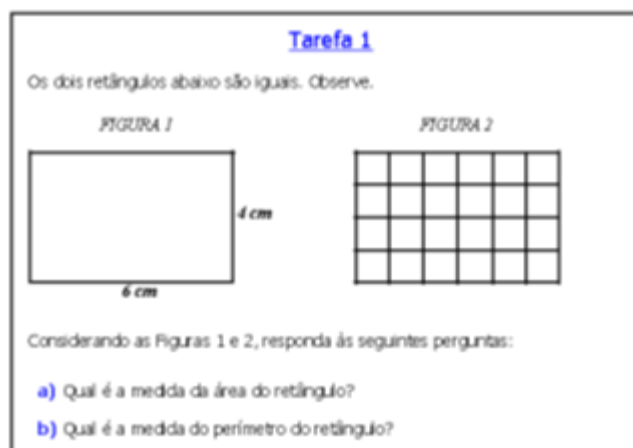 Tarefa 1
Os dois retângulos abaixo são iguais. Observe.
FIGURA 1
FIGURA 2
4 cm
6 cm
Considerando as Figuras 1 e 2, responda às seguintes perguntas:
a) Qual é a medida da área do retângulo?
b) Qual é a medida do perímetro do retângulo?